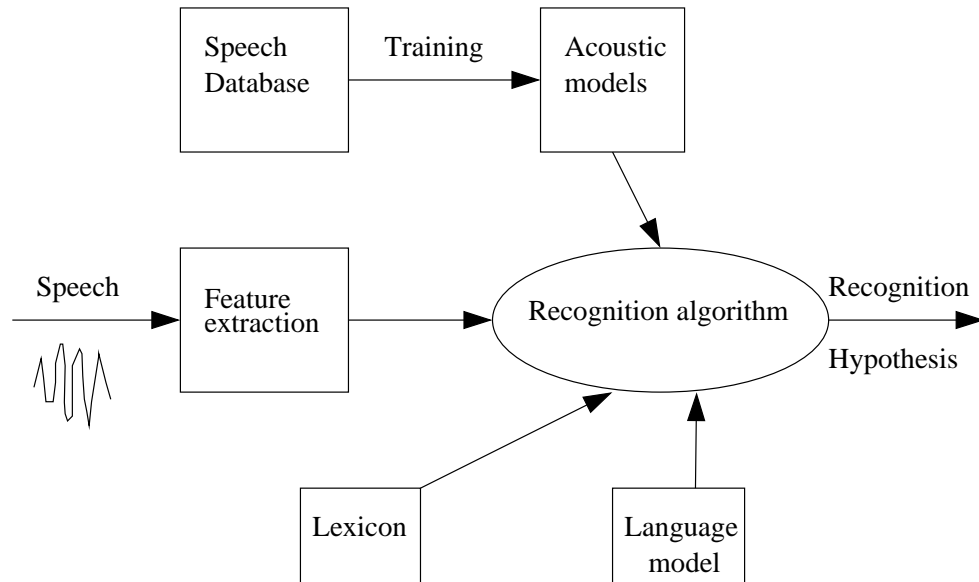 Speech
Database
Training
Acoustic
models
Speech
Feature
extraction
Recognition algorithm
Recognition
Hypothesis
Lexicon
Language
model